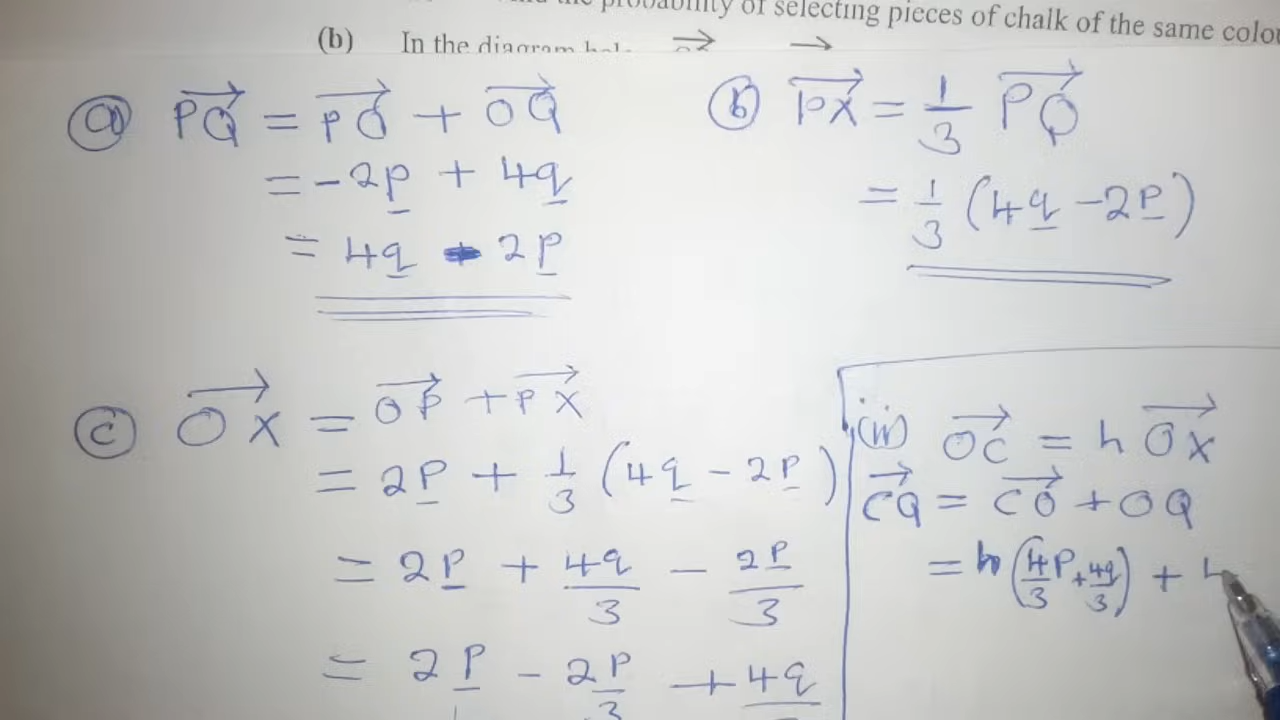 the probability of selecting pieces of chalk of the same colou
(b) In the diagram
(a) PQ = PO + OQ
= -2p + 4q
= 4q - 2p
(b) PX = 1/3 PQ
= 1/3 (4q - 2p)
(c) OX = OP + PX
= 2p + 1/3 (4q - 2p)
= 2p + 4q/3 - 2p/3
= 2p - 2p/3 + 4q
(ii) OC = h OX
CQ = CO + OQ
= h (4/3 p + 4q/3) +